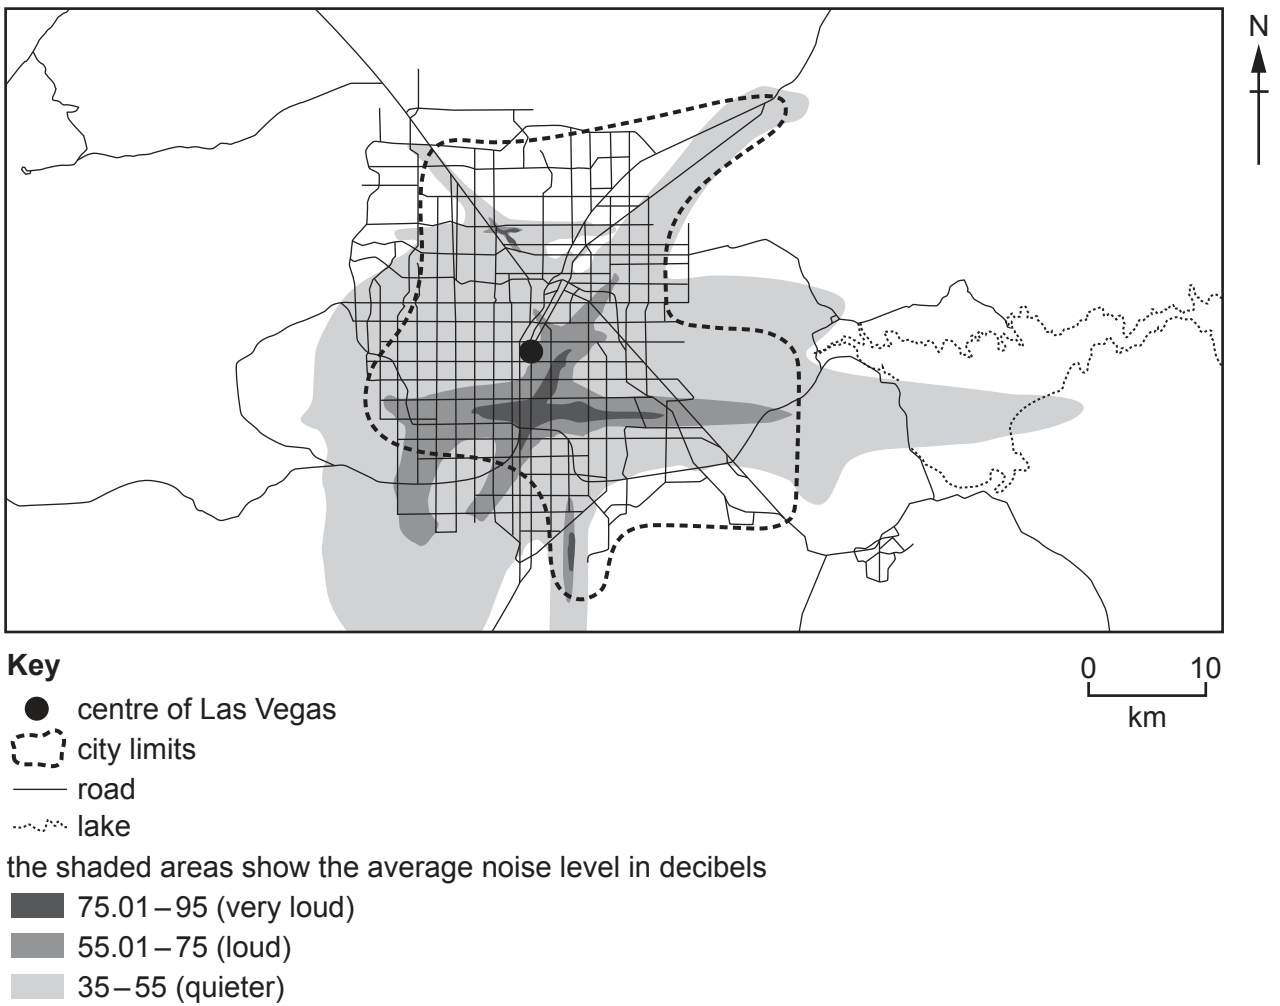 N
Key
0 10
km
centre of Las Vegas
city limits
road
lake
the shaded areas show the average noise level in decibels
75.01 – 95 (very loud)
55.01 – 75 (loud)
35 – 55 (quieter)